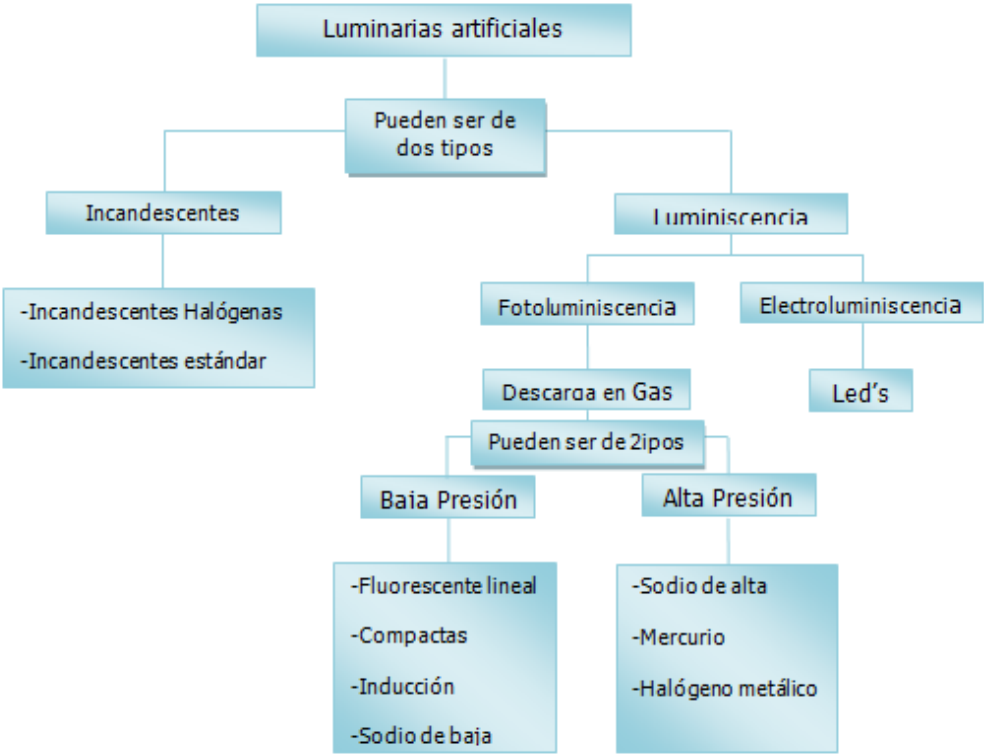 Luminarias artificiales
Pueden ser de
dos tipos
Incandescentes
Luminiscencia
-Incandescentes Halógenas
-Incandescentes estándar
Fotoluminiscencia
Electroluminiscencia
Descarga en Gas
Led's
Pueden ser de 2ipos
Baja Presión
Alta Presión
-Fluorescente lineal
-Compactas
-Inducción
-Sodio de baja
-Sodio de alta
-Mercurio
-Halógeno metálico